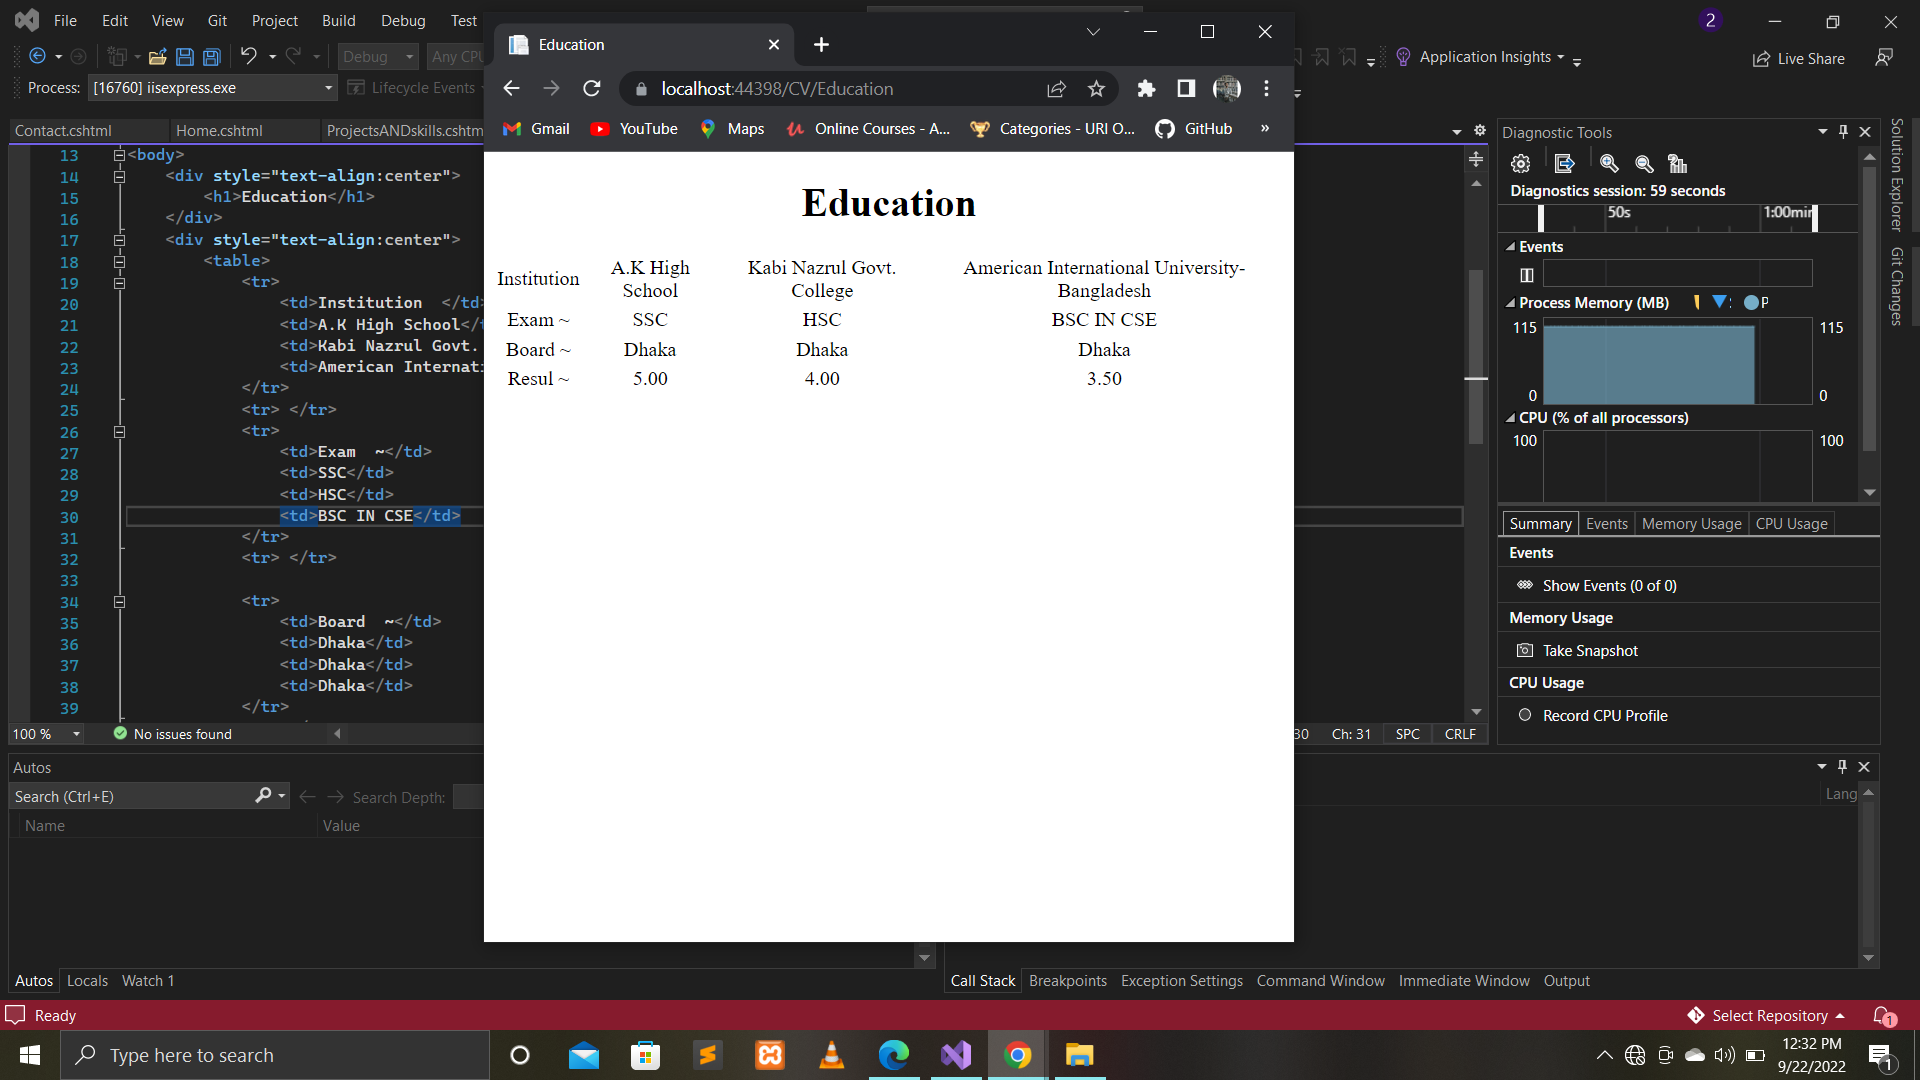 File Edit View Git Project Build Debug Test
2
Debug Any CPU
Application Insights
Live Share
Process: [16760] iisexpress.exe Lifecycle Events
Contact.cshtml Home.cshtml ProjectsANDskills.cshtm
13 <body>
14 <div style="text-align:center">
15 <h1>Education</h1>
16 </div>
17 <div style="text-align:center">
18 <table>
19 <tr>
20 <td>Institution </td>
21 <td>A.K High School</t
22 <td>Kabi Nazrul Govt.
23 <td>American Internati
24 </tr>
25 <tr> </tr>
26 <tr>
27 <td>Exam ~</td>
28 <td>SSC</td>
29 <td>HSC</td>
30 <td>BSC IN CSE</td>
31 </tr>
32 <tr> </tr>
33
34 <tr>
35 <td>Board ~</td>
36 <td>Dhaka</td>
37 <td>Dhaka</td>
38 <td>Dhaka</td>
39 </tr>
100 % No issues found
30 Ch: 31 SPC CRLF
Education
localhost:44398/CV/Education
Gmail YouTube Maps Online Courses - A... Categories - URI O... GitHub »
Education
Institution A.K High School Kabi Nazrul Govt. College American International University-Bangladesh
Exam ~ SSC HSC BSC IN CSE
Board ~ Dhaka Dhaka Dhaka
Resul ~ 5.00 4.00 3.50
Diagnostic Tools
Diagnostics session: 59 seconds
50s 1:00min
Events
Process Memory (MB) P
115 115
0 0
CPU (% of all processors)
100 100
Summary Events Memory Usage CPU Usage
Events
Show Events (0 of 0)
Memory Usage
Take Snapshot
CPU Usage
Record CPU Profile
Solution Explorer
Git Changes
Autos
Search (Ctrl+E) Search Depth:
Name Value
Lang
Autos Locals Watch 1
Call Stack Breakpoints Exception Settings Command Window Immediate Window Output
Ready
Select Repository
1
Type here to search
12:32 PM
9/22/2022
1